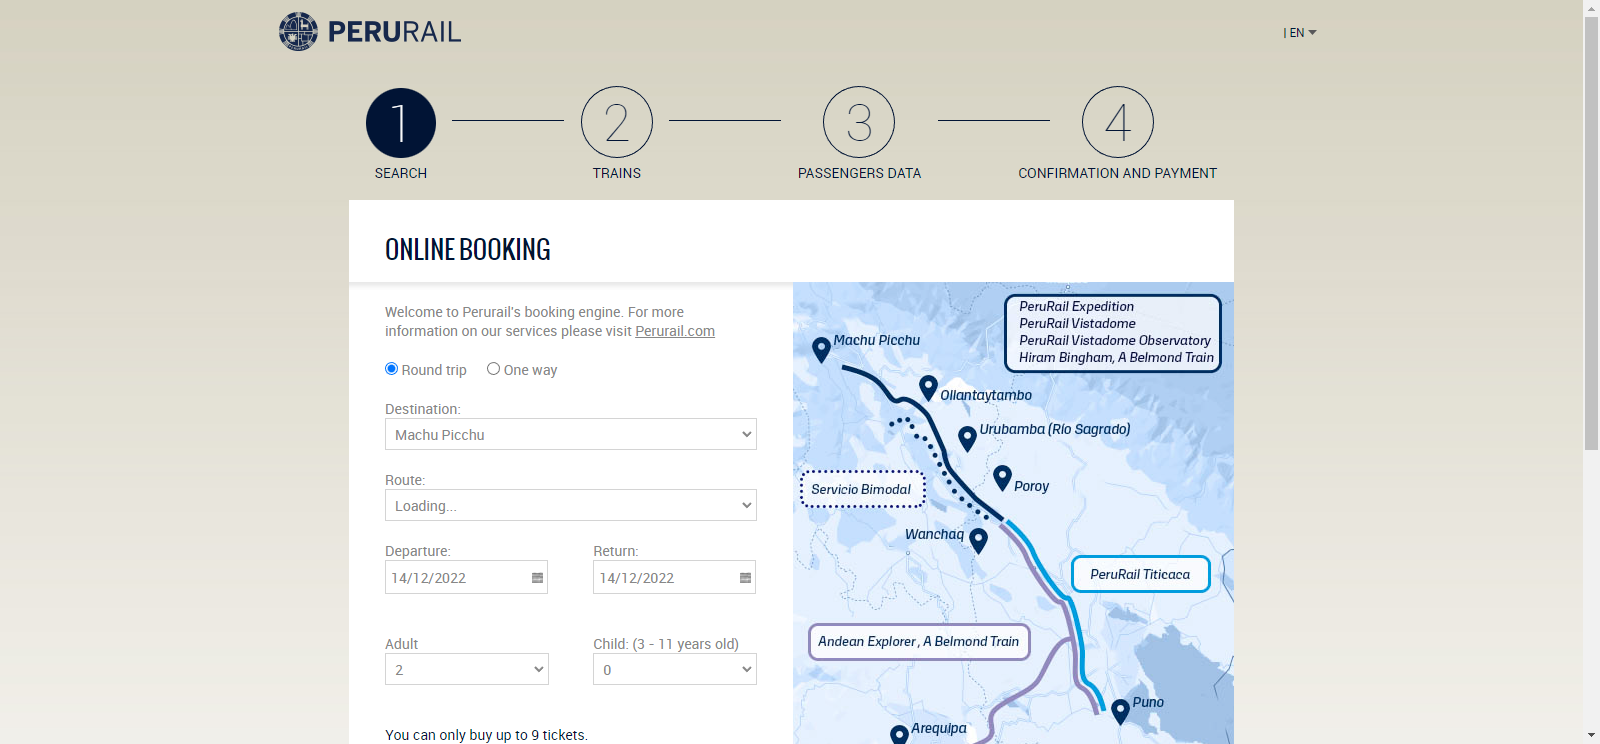 PERURAIL
| EN
1
2
3
4
SEARCH
TRAINS
PASSENGERS DATA
CONFIRMATION AND PAYMENT
ONLINE BOOKING
Welcome to Perurail's booking engine. For more
information on our services please visit Perurail.com
Round trip
One way
Destination:
Machu Picchu
Route:
Loading...
Departure:
Return:
14/12/2022
14/12/2022
Adult
Child: (3 - 11 years old)
2
0
You can only buy up to 9 tickets.
PeruRail Expedition
PeruRail Vistadome
PeruRail Vistadome Observatory
Hiram Bingham, A Belmond Train
Machu Picchu
Ollantaytambo
Urubamba (Río Sagrado)
Servicio Bimodal
Poroy
Wanchaq
PeruRail Titicaca
Andean Explorer, A Belmond Train
Puno
Arequipa